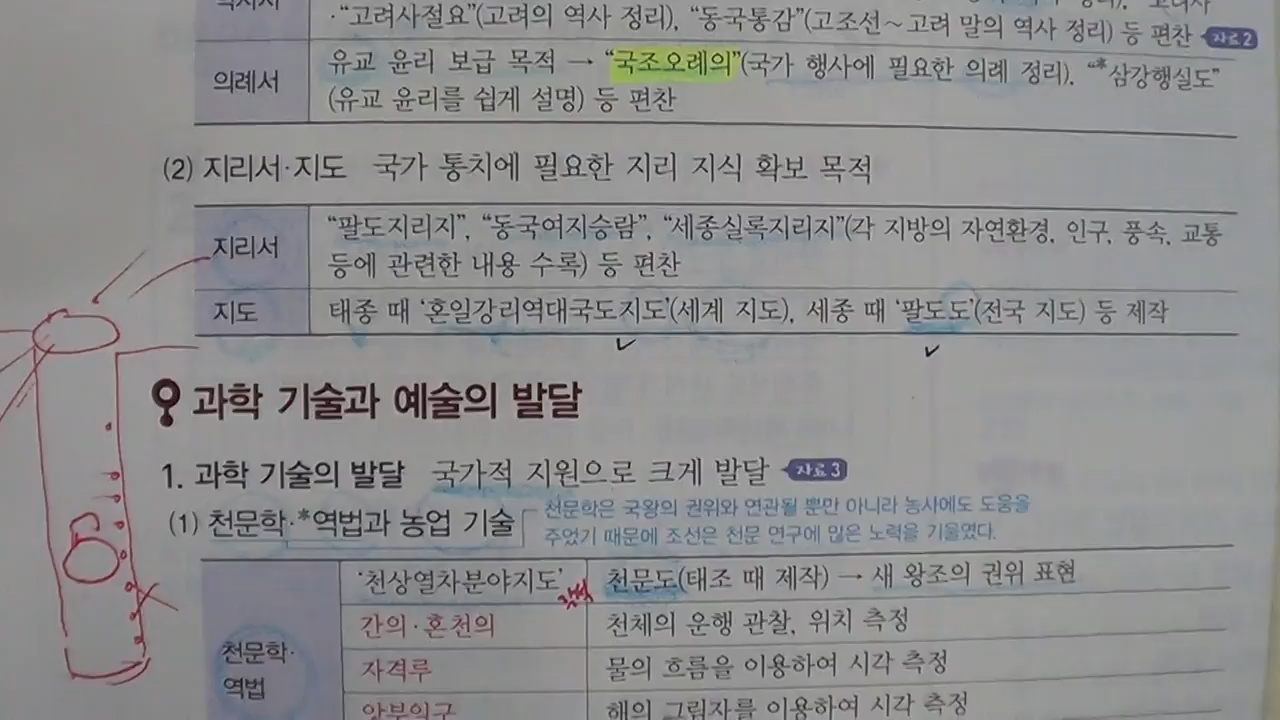 ·“고려사절요”(고려의 역사 정리), “동국통감”(고조선~고려 말의 역사 정리) 등 편찬 자료2
의례서
유교 윤리 보급 목적 → “국조오례의”(국가 행사에 필요한 의례 정리), “*삼강행실도”
(유교 윤리를 쉽게 설명) 등 편찬
(2) 지리서·지도 국가 통치에 필요한 지리 지식 확보 목적
지리서
“팔도지리지”, “동국여지승람”, “세종실록지리지”(각 지방의 자연환경, 인구, 풍속, 교통
등에 관련한 내용 수록) 등 편찬
지도 태종 때 ‘혼일강리역대국도지도’(세계 지도), 세종 때 ‘팔도도’(전국 지도) 등 제작
과학 기술과 예술의 발달
1. 과학 기술의 발달 국가적 지원으로 크게 발달 자료3
(1) 천문학·*역법과 농업 기술
천문학은 국왕의 권위와 연관될 뿐만 아니라 농사에도 도움을
주었기 때문에 조선은 천문 연구에 많은 노력을 기울였다.
천문학·
역법
‘천상열차분야지도’ 천문도(태조 때 제작) → 새 왕조의 권위 표현
간의·혼천의 천체의 운행 관찰, 위치 측정
자격루 물의 흐름을 이용하여 시각 측정
앙부일구 해의 그림자를 이용하여 시각 측정